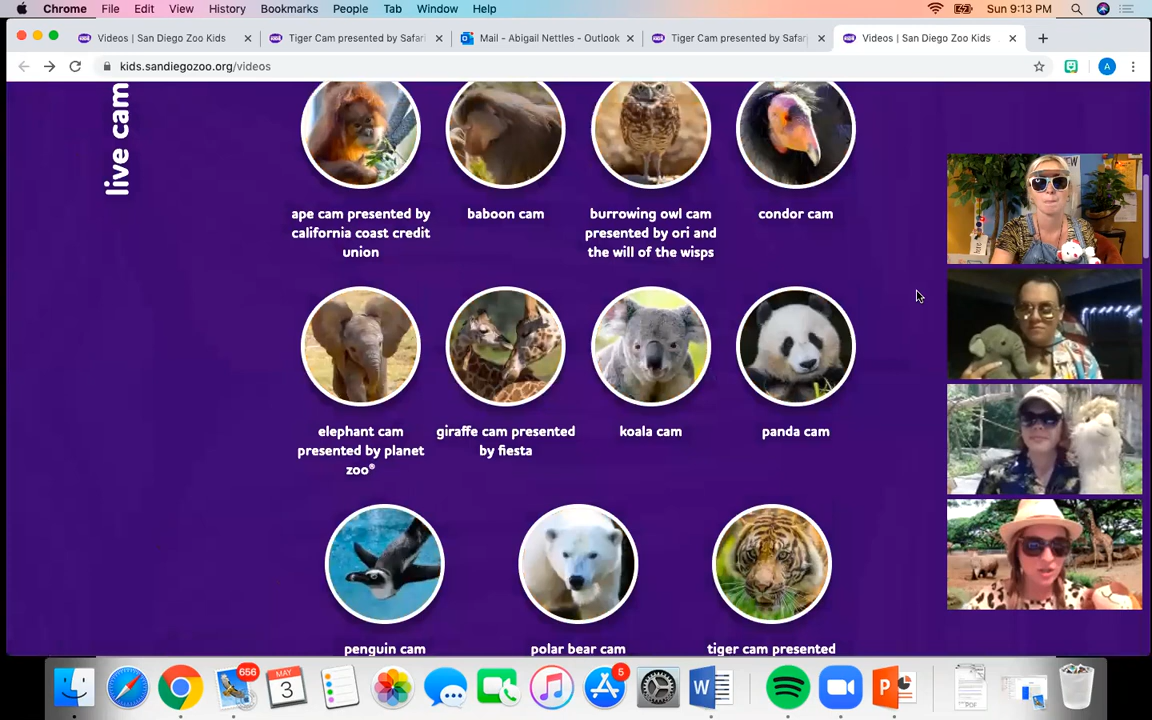 Chrome File Edit View History Bookmarks People Tab Window Help Sun 9:13 PM
Videos | San Diego Zoo Kids Tiger Cam presented by Safari Mail - Abigail Nettles - Outlook Tiger Cam presented by Safari Videos | San Diego Zoo Kids
kids.sandiegozoo.org/videos A
live cam
ape cam presented by
california coast credit
union
baboon cam
burrowing owl cam
presented by ori and
the will of the wisps
condor cam
elephant cam
presented by planet
zoo®
giraffe cam presented
by fiesta
koala cam
panda cam
penguin cam
polar bear cam
tiger cam presented
656
MAY
3
5
W
P
PDF